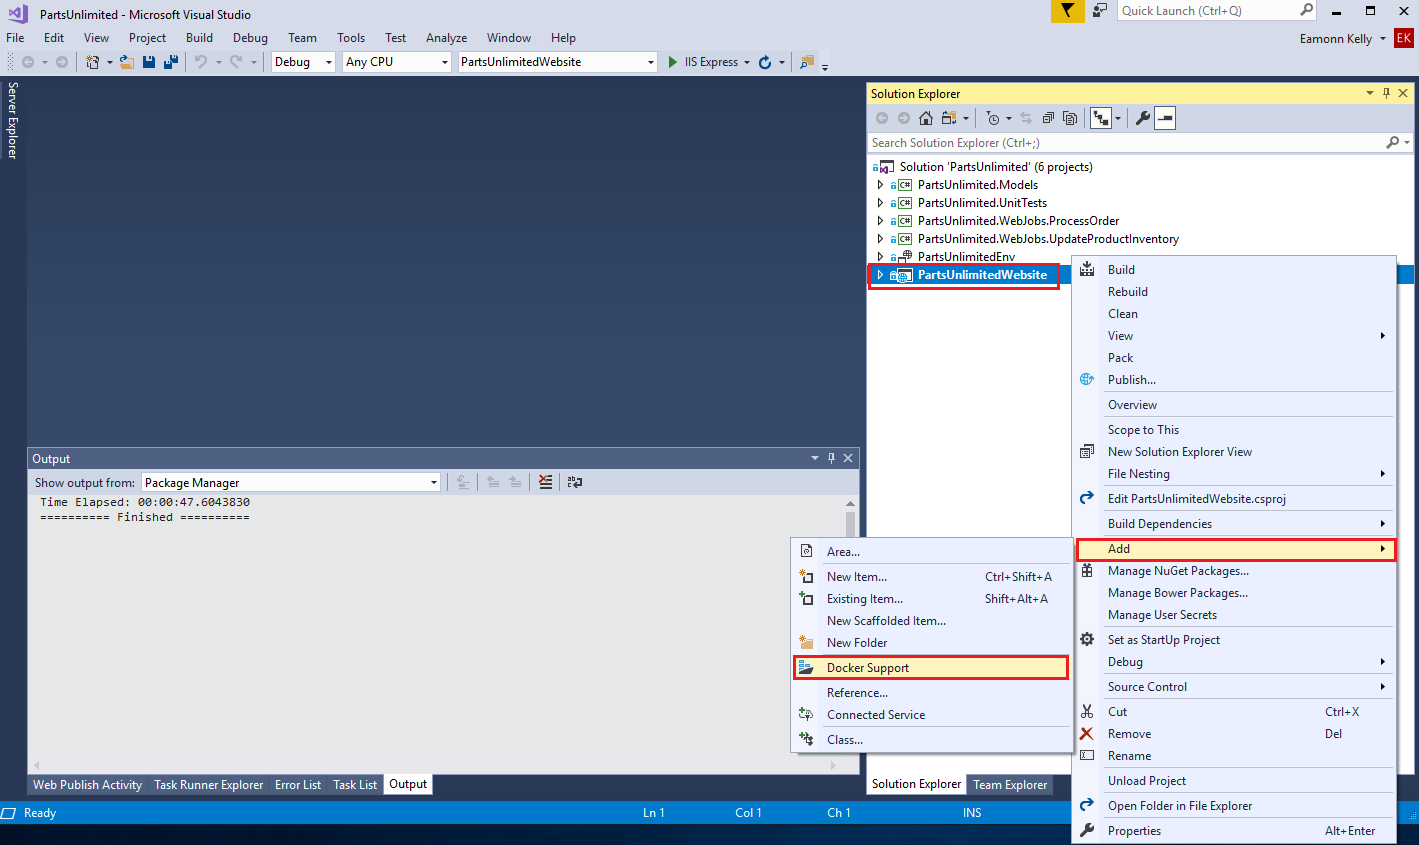 PartsUnlimited - Microsoft Visual Studio
Quick Launch (Ctrl+Q)
File Edit View Project Build Debug Team Tools Test Analyze Window Help
Eamonn Kelly EK
Debug Any CPU PartsUnlimitedWebsite IIS Express
Server Explorer
Solution Explorer
Search Solution Explorer (Ctrl+;)
Solution 'PartsUnlimited' (6 projects)
C# PartsUnlimited.Models
C# PartsUnlimited.UnitTests
C# PartsUnlimited.WebJobs.ProcessOrder
C# PartsUnlimited.WebJobs.UpdateProductInventory
PartsUnlimitedEnv
PartsUnlimitedWebsite
Build
Rebuild
Clean
View
Pack
Publish...
Overview
Scope to This
New Solution Explorer View
File Nesting
Edit PartsUnlimitedWebsite.csproj
Build Dependencies
Add
Manage NuGet Packages...
Manage Bower Packages...
Manage User Secrets
Set as StartUp Project
Debug
Source Control
Cut Ctrl+X
Remove Del
Rename
Unload Project
Open Folder in File Explorer
Properties Alt+Enter
Area...
New Item... Ctrl+Shift+A
Existing Item... Shift+Alt+A
New Scaffolded Item...
New Folder
Docker Support
Reference...
Connected Service
Class...
Output
Show output from: Package Manager
Time Elapsed: 00:00:47.6043830
========== Finished ==========
Web Publish Activity Task Runner Explorer Error List Task List Output
Solution Explorer Team Explorer
Ready Ln 1 Col 1 Ch 1 INS